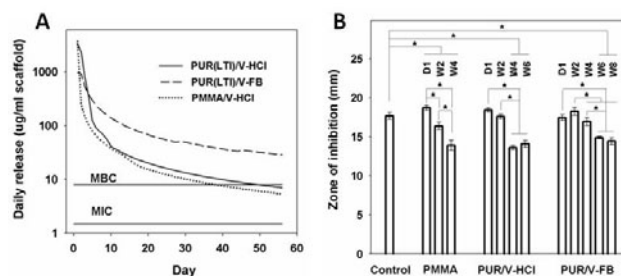 A
Daily release (ug/ml scaffold)
1000
100
10
1
PUR(LTI)/V-HCl
PUR(LTI)/V-FB
PMMA/V-HCl
MBC
MIC
0 10 20 30 40 50 60
Day
B
Zone of inhibition (mm)
25
20
15
10
5
0
*
* * *
D1 W2 W4 D1 W2 W4 W6 D1 W2 W4 W6 W8
* * *
* * * *
Control PMMA PUR/V-HCl PUR/V-FB